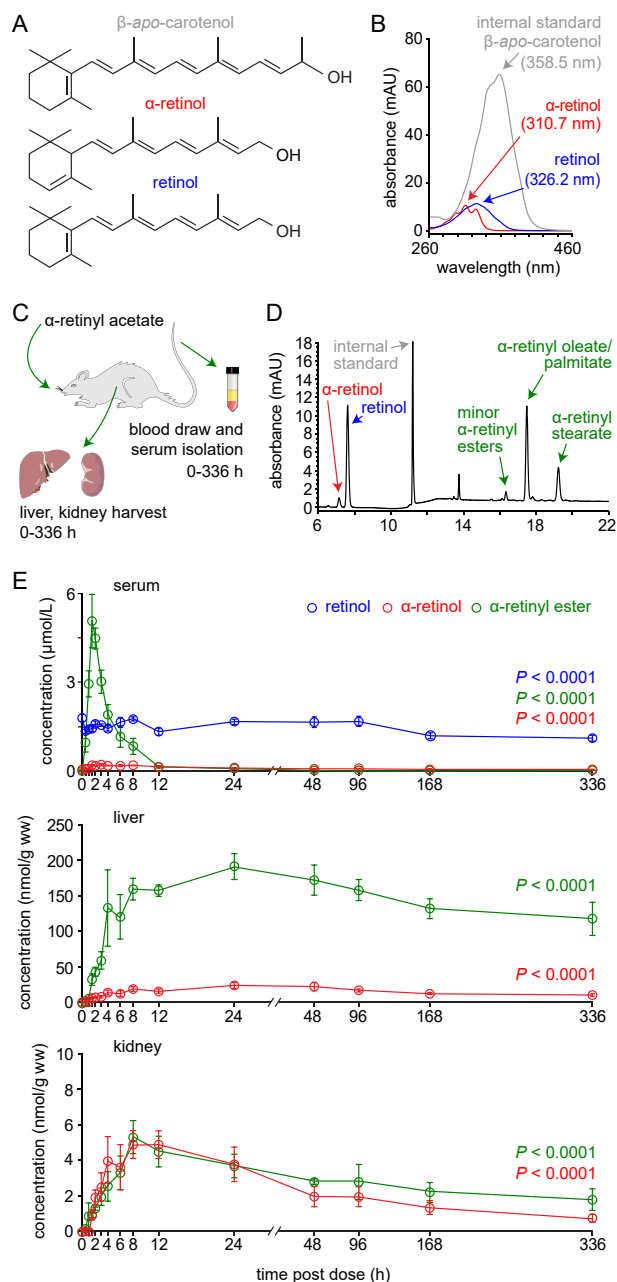 A
β-apo-carotenol
OH
α-retinol
OH
retinol
OH
B
internal standard
β-apo-carotenol
(358.5 nm)
α-retinol
(310.7 nm)
retinol
(326.2 nm)
absorbance (mAU)
80
60
40
20
0
260
460
wavelength (nm)
C
α-retinyl acetate
blood draw and
serum isolation
0-336 h
liver, kidney harvest
0-336 h
D
absorbance (mAU)
18
16
14
12
10
8
6
4
2
0
internal
standard
α-retinol
retinol
α-retinyl oleate/
palmitate
minor
α-retinyl
esters
α-retinyl
stearate
6 10 14 18 22
E
serum
retinol α-retinol α-retinyl ester
concentration (μmol/L)
6
3
0
P < 0.0001
P < 0.0001
P < 0.0001
0 2 4 6 8 12 24 48 96 168 336
liver
concentration (nmol/g ww)
250
200
150
100
50
0
P < 0.0001
P < 0.0001
0 2 4 6 8 12 24 48 96 168 336
kidney
concentration (nmol/g ww)
10
8
6
4
2
0
P < 0.0001
P < 0.0001
0 2 4 6 8 12 24 48 96 168 336
time post dose (h)